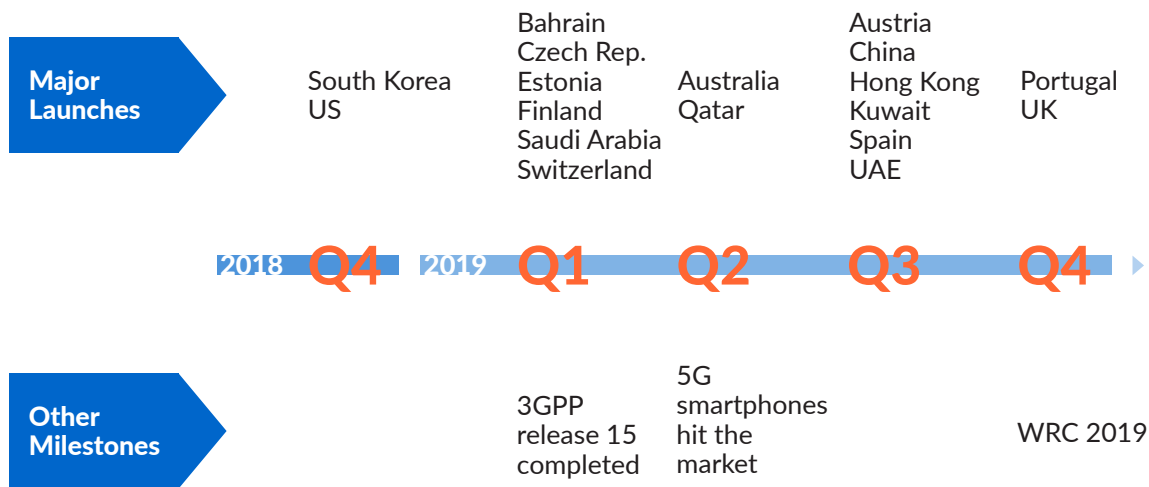 Major
Launches
South Korea
US
Bahrain
Czech Rep.
Estonia
Finland
Saudi Arabia
Switzerland
Australia
Qatar
Austria
China
Hong Kong
Kuwait
Spain
UAE
Portugal
UK
2018 Q4 2019 Q1 Q2 Q3 Q4
Other
Milestones
3GPP
release 15
completed
5G
smartphones
hit the
market
WRC 2019